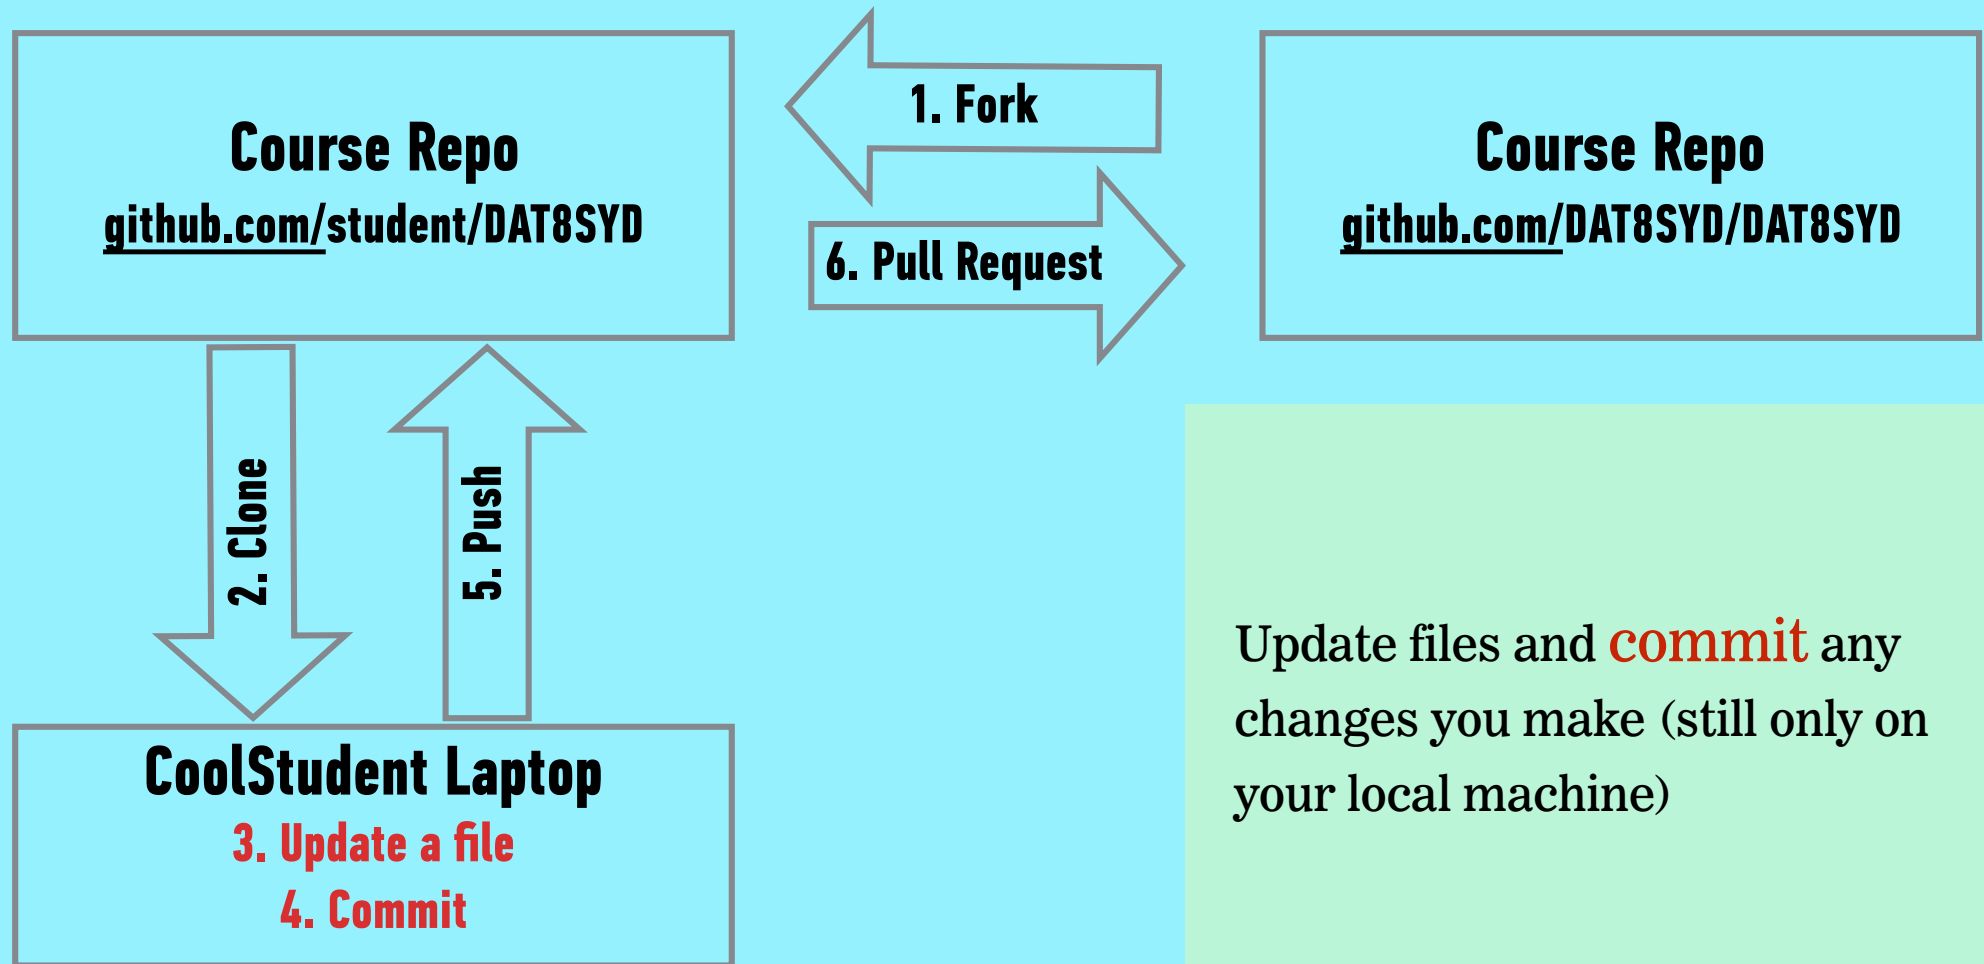 Course Repo
github.com/student/DAT8SYD
1. Fork
6. Pull Request
Course Repo
github.com/DAT8SYD/DAT8SYD
2. Clone
5. Push
CoolStudent Laptop
3. Update a file
4. Commit
Update files and commit any
changes you make (still only on
your local machine)